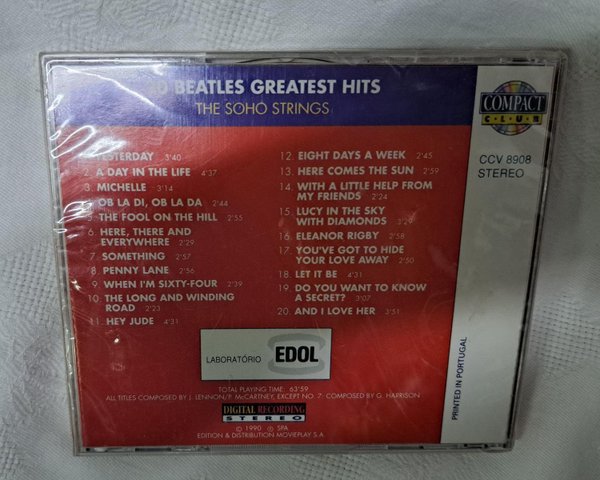 20 BEATLES GREATEST HITS
THE SOHO STRINGS
COMPACT
C·L·U·B
CCV 8908
STEREO
1. YESTERDAY 3'40
2. A DAY IN THE LIFE 4'37
3. MICHELLE 3'14
4. OB LA DI, OB LA DA 2'44
5. THE FOOL ON THE HILL 2'55
6. HERE, THERE AND
EVERYWHERE 2'29
7. SOMETHING 2'57
8. PENNY LANE 2'56
9. WHEN I'M SIXTY-FOUR 2'39
10. THE LONG AND WINDING
ROAD 2'23
11. HEY JUDE 4'31
12. EIGHT DAYS A WEEK 2'45
13. HERE COMES THE SUN 2'59
14. WITH A LITTLE HELP FROM
MY FRIENDS 2'24
15. LUCY IN THE SKY
WITH DIAMONDS 3'29
16. ELEANOR RIGBY 2'58
17. YOU'VE GOT TO HIDE
YOUR LOVE AWAY 2'50
18. LET IT BE 4'31
19. DO YOU WANT TO KNOW
A SECRET? 3'07
20. AND I LOVE HER 3'51
LABORATÓRIO EDOL
TOTAL PLAYING TIME: 63'59
ALL TITLES COMPOSED BY J. LENNON/P. McCARTNEY, EXCEPT NO. 7: COMPOSED BY G. HARRISON
DIGITAL RECORDING
STEREO
© 1990 ℗ SPA
EDITION & DISTRIBUTION MOVIEPLAY S.A.
PRINTED IN PORTUGAL